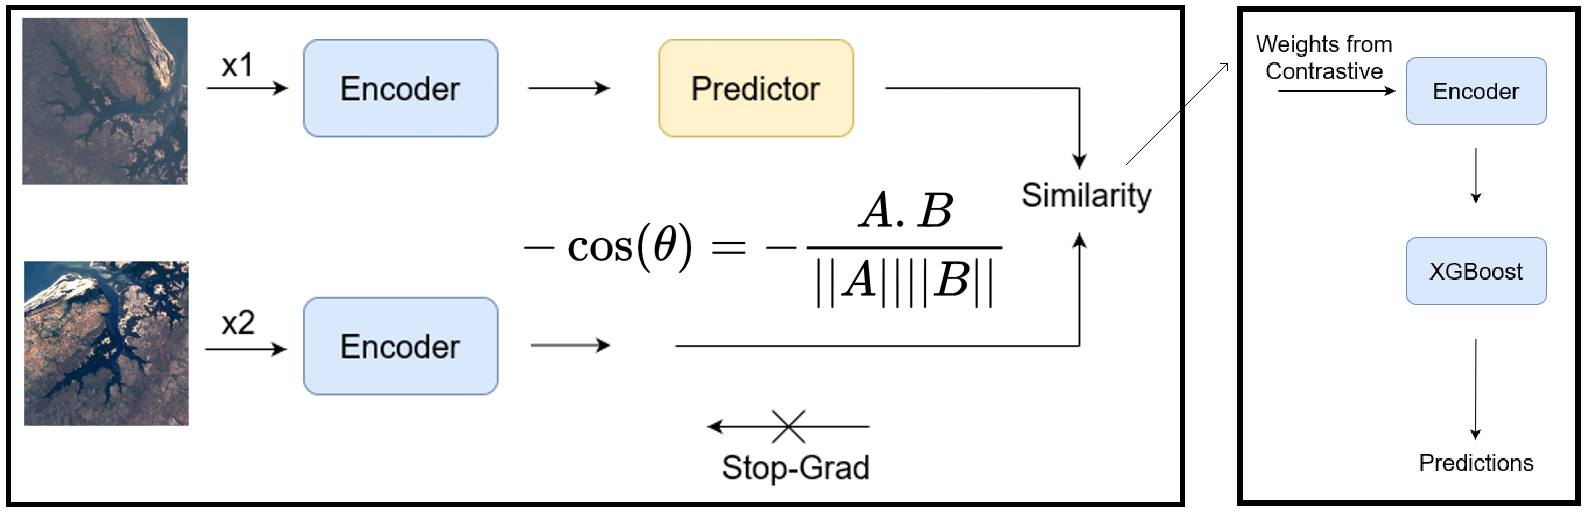 x1
Encoder
Predictor
Similarity
− cos(θ) = − A. B / ||A||||B||
x2
Encoder
Stop-Grad
Weights from
Contrastive
Encoder
XGBoost
Predictions